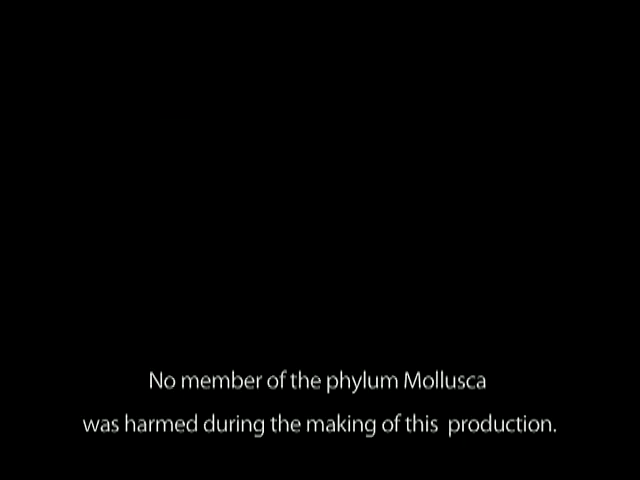 No member of the phylum Mollusca
was harmed during the making of this  production.